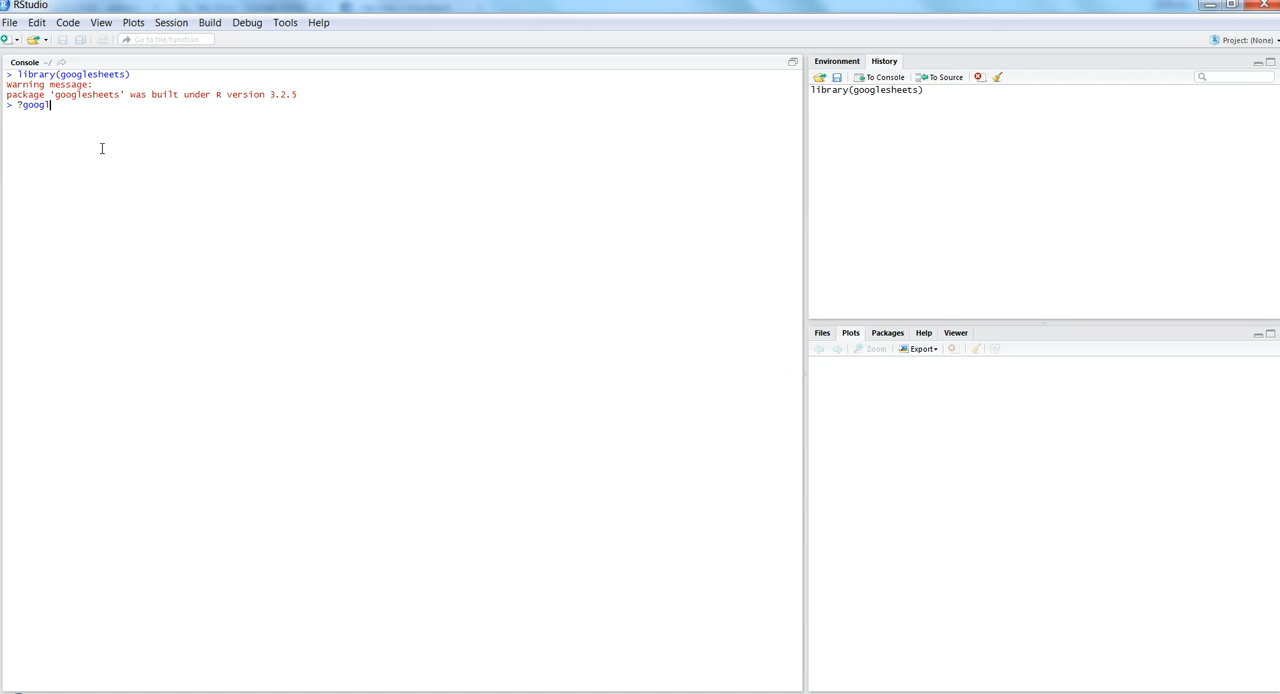 RStudio
File Edit Code View Plots Session Build Debug Tools Help
Go to file/function Project: (None)
Console ~/
> library(googlesheets)
Warning message:
package 'googlesheets' was built under R version 3.2.5
> ?googl
Environment History
To Console To Source
library(googlesheets)
Files Plots Packages Help Viewer
Zoom Export